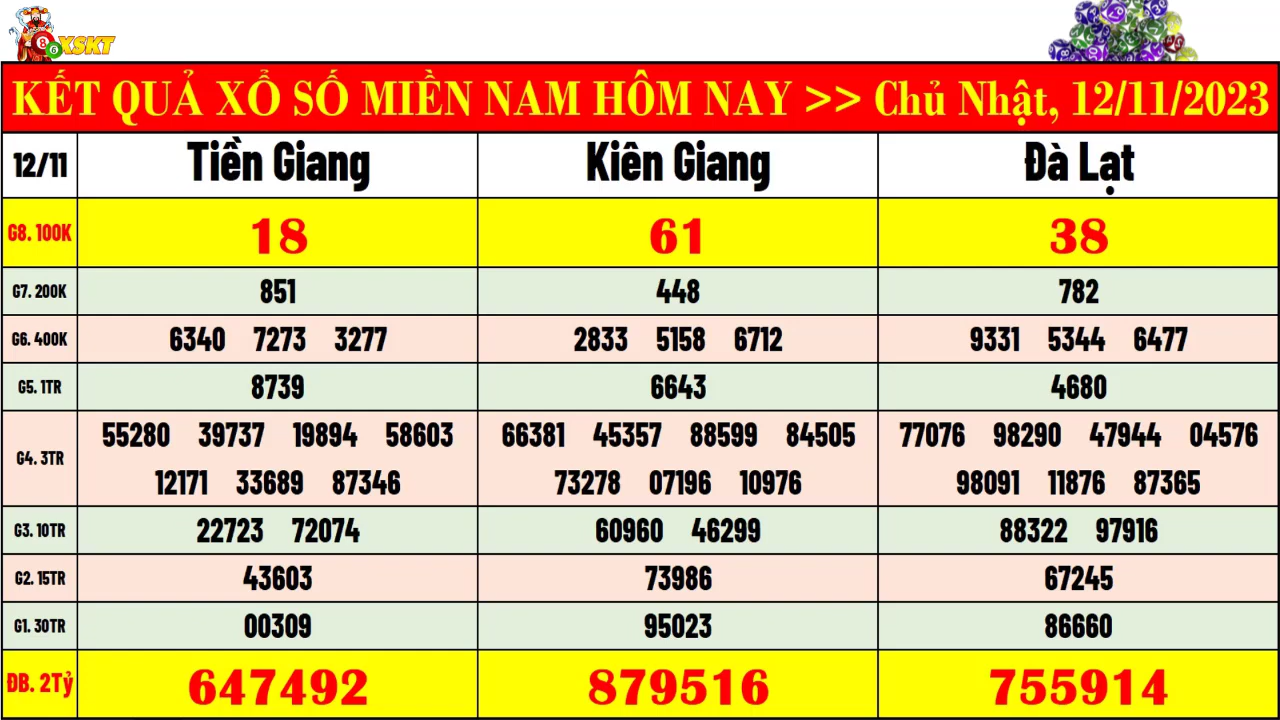 XSKT
KẾT QUẢ XỔ SỐ MIỀN NAM HÔM NAY >> Chủ Nhật, 12/11/2023
12/11 Tiền Giang Kiên Giang Đà Lạt
G8. 100K 18 61 38
G7. 200K 851 448 782
G6. 400K 6340 7273 3277 2833 5158 6712 9331 5344 6477
G5. 1TR 8739 6643 4680
G4. 3TR 55280 39737 19894 58603 66381 45357 88599 84505 77076 98290 47944 04576
12171 33689 87346 73278 07196 10976 98091 11876 87365
G3. 10TR 22723 72074 60960 46299 88322 97916
G2. 15TR 43603 73986 67245
G1. 30TR 00309 95023 86660
ĐB. 2Tỷ 647492 879516 755914